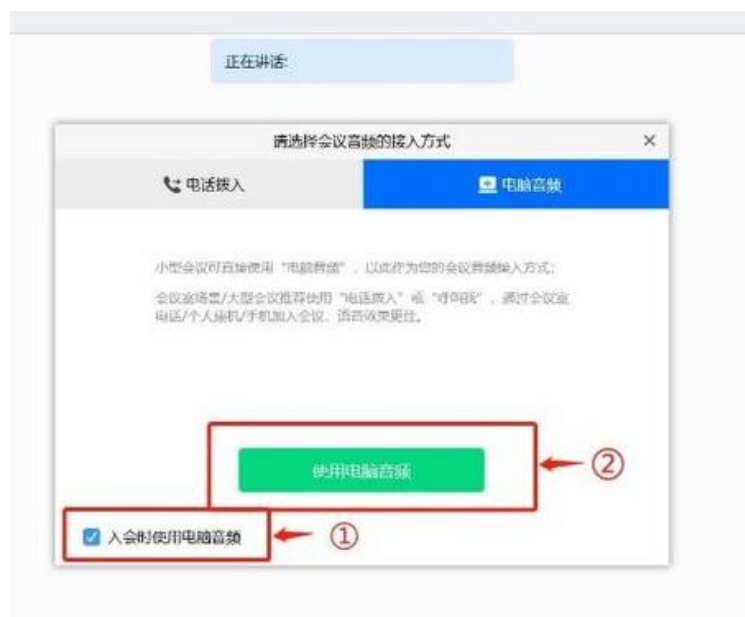 正在讲话:
请选择会议音频的接入方式
电话拨入
电脑音频
小型会议可直接使用“电脑音频”,以此作为您的会议音频接入方式;
会议室场景/大型会议推荐使用“电话拨入”或“呼叫我”,通过会议室
电话/个人座机/手机加入会议,语音效果更佳。
使用电脑音频
②
入会时使用电脑音频
①